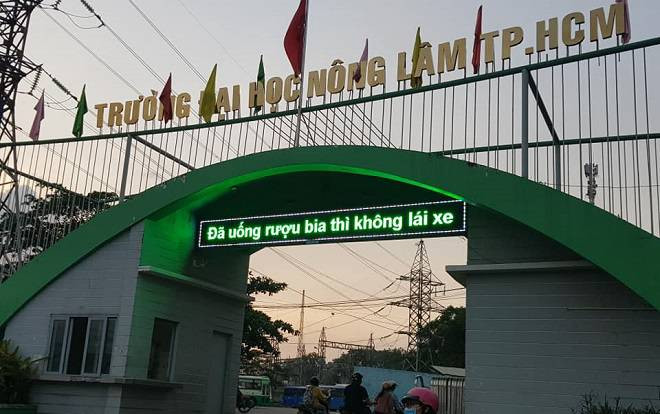 TRƯỜNG ĐẠI HỌC NÔNG LÂM TP.HCM
Đã uống rượu bia thì không lái xe